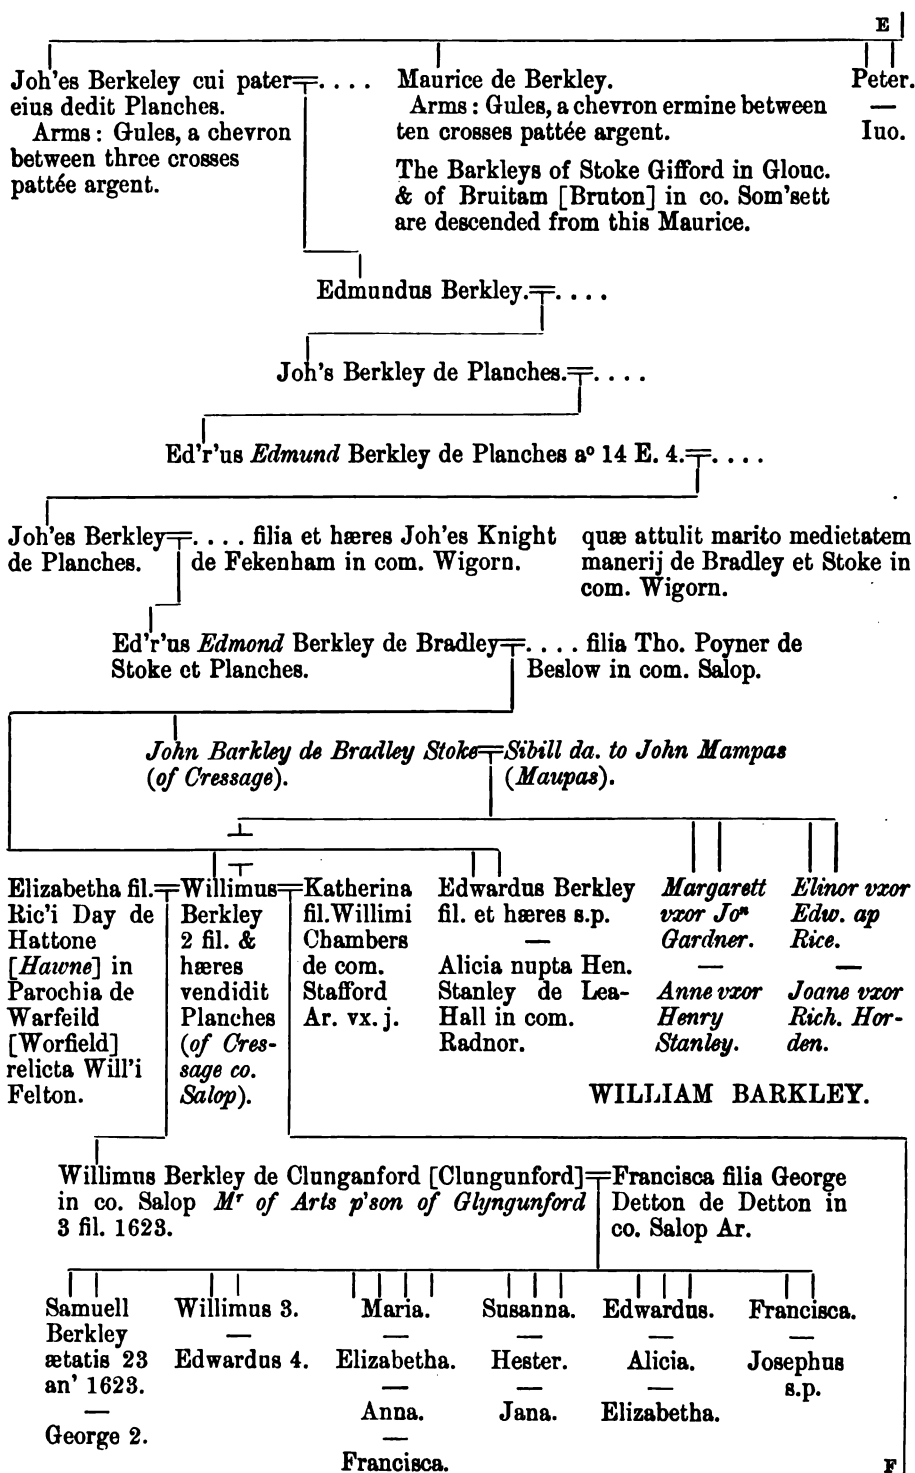 E
Joh'es Berkeley cui pater=. . . .
eius dedit Planches.
Arms: Gules, a chevron
between three crosses
pattée argent.
Maurice de Berkley.
Arms: Gules, a chevron ermine between
ten crosses pattée argent.
The Barkleys of Stoke Gifford in Glouc.
& of Bruitam [Bruton] in co. Som'sett
are descended from this Maurice.
Peter.
—
Iuo.
Edmundus Berkley.=. . . .
Joh's Berkley de Planches.=. . . .
Ed'r'us Edmund Berkley de Planches aº 14 E. 4.=. . . .
Joh'es Berkley=. . . . filia et hæres Joh'es Knight
de Planches. de Fekenham in com. Wigorn.
quæ attulit marito medietatem
manerij de Bradley et Stoke in
com. Wigorn.
Ed'r'us Edmond Berkley de Bradley=. . . . filia Tho. Poyner de
Stoke et Planches. Beslow in com. Salop.
John Barkley de Bradley Stoke=Sibill da. to John Mampas
(of Cressage). (Maupas).
Elizabetha fil.=
Ric'i Day de
Hattone
[Hawne] in
Parochia de
Warfeild
[Worfield]
relicta Will'i
Felton.
Willimus=
Berkley
2 fil. &
hæres
vendidit
Planches
(of Cres-
sage co.
Salop).
Katherina
fil. Willimi
Chambers
de com.
Stafford
Ar. vx. j.
Edwardus Berkley
fil. et hæres s.p.
—
Alicia nupta Hen.
Stanley de Lea-
Hall in com.
Radnor.
Margarett
vxor Joⁿ
Gardner.
—
Anne vxor
Henry
Stanley.
Elinor vxor
Edw. ap
Rice.
—
Joane vxor
Rich. Hor-
den.
WILLIAM BARKLEY.
Willimus Berkley de Clunganford [Clungunford]=Francisca filia George
in co. Salop Mʳ of Arts p'son of Glyngunford Detton de Detton in
3 fil. 1623. co. Salop Ar.
Samuell
Berkley
ætatis 23
an' 1623.
—
George 2.
Willimus 3.
—
Edwardus 4.
Maria.
—
Elizabetha.
—
Anna.
—
Francisca.
Susanna.
—
Hester.
—
Jana.
Edwardus.
—
Alicia.
—
Elizabetha.
Francisca.
—
Josephus
s.p.
F